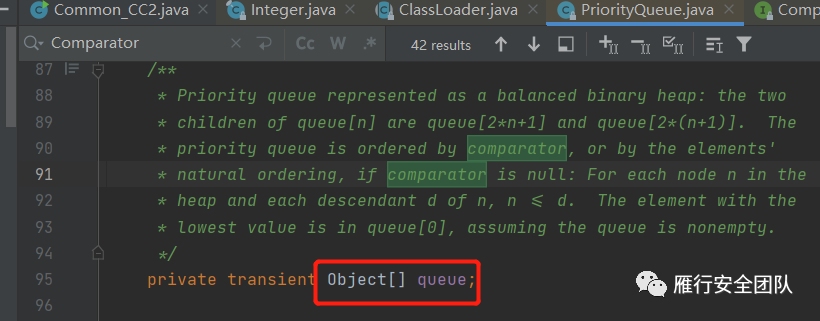 Common_CC2.java × Integer.java × ClassLoader.java × PriorityQueue.java × Comp
Comparator × Cc W .* 42 results
87 /**
88 * Priority queue represented as a balanced binary heap: the two
89 * children of queue[n] are queue[2*n+1] and queue[2*(n+1)].  The
90 * priority queue is ordered by comparator, or by the elements'
91 * natural ordering, if comparator is null: For each node n in the
92 * heap and each descendant d of n, n <= d.  The element with the
93 * lowest value is in queue[0], assuming the queue is nonempty.
94 */
95 private transient Object[] queue;
雁行安全团队
96